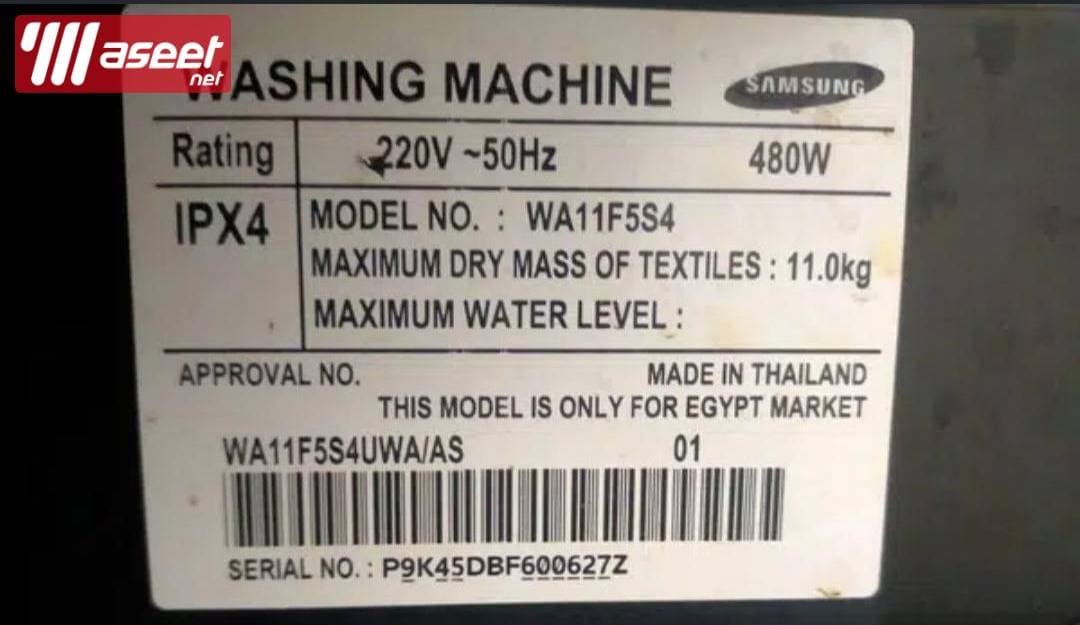 Waseet
net
WASHING MACHINE
SAMSUNG
Rating 220V ~50Hz 480W
IPX4
MODEL NO. : WA11F5S4
MAXIMUM DRY MASS OF TEXTILES : 11.0kg
MAXIMUM WATER LEVEL :
APPROVAL NO. MADE IN THAILAND
THIS MODEL IS ONLY FOR EGYPT MARKET
WA11F5S4UWA/AS 01
SERIAL NO. : P9K45DBF600627Z